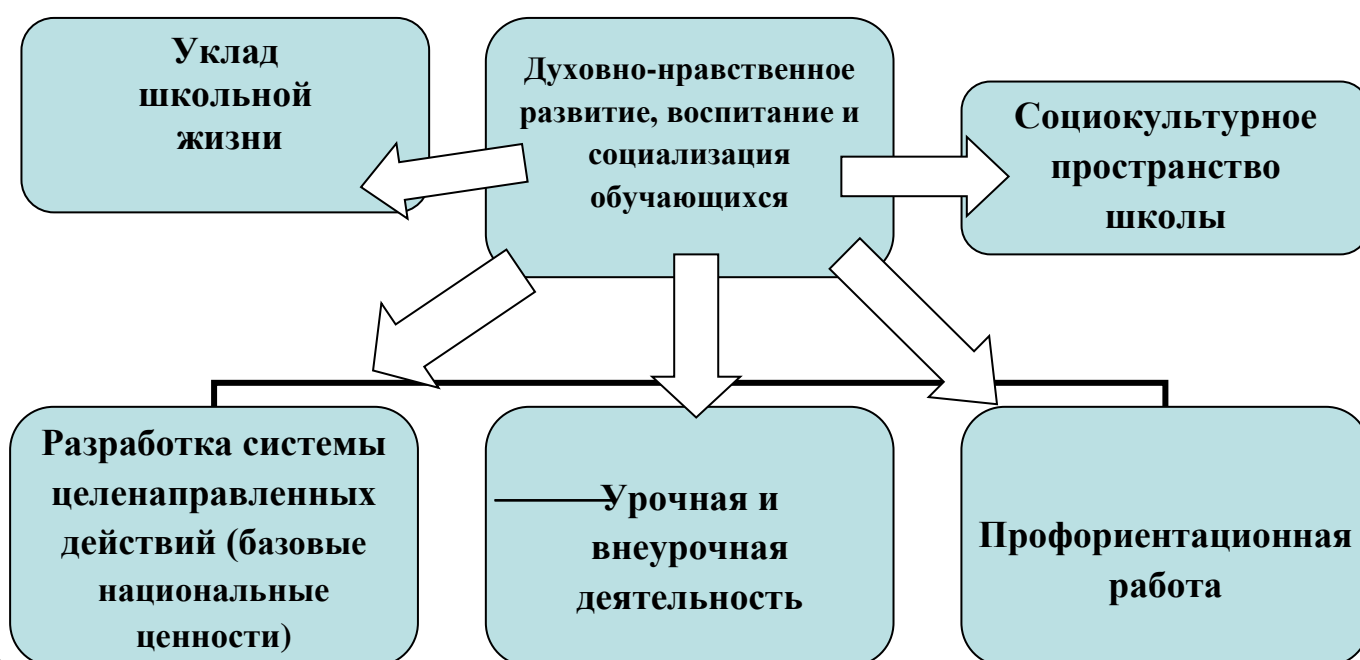 Уклад
школьной
жизни
Духовно-нравственное
развитие, воспитание и
социализация
обучающихся
Социокультурное
пространство
школы
Разработка системы
целенаправленных
действий (базовые
национальные
ценности)
Урочная и
внеурочная
деятельность
Профориентационная
работа